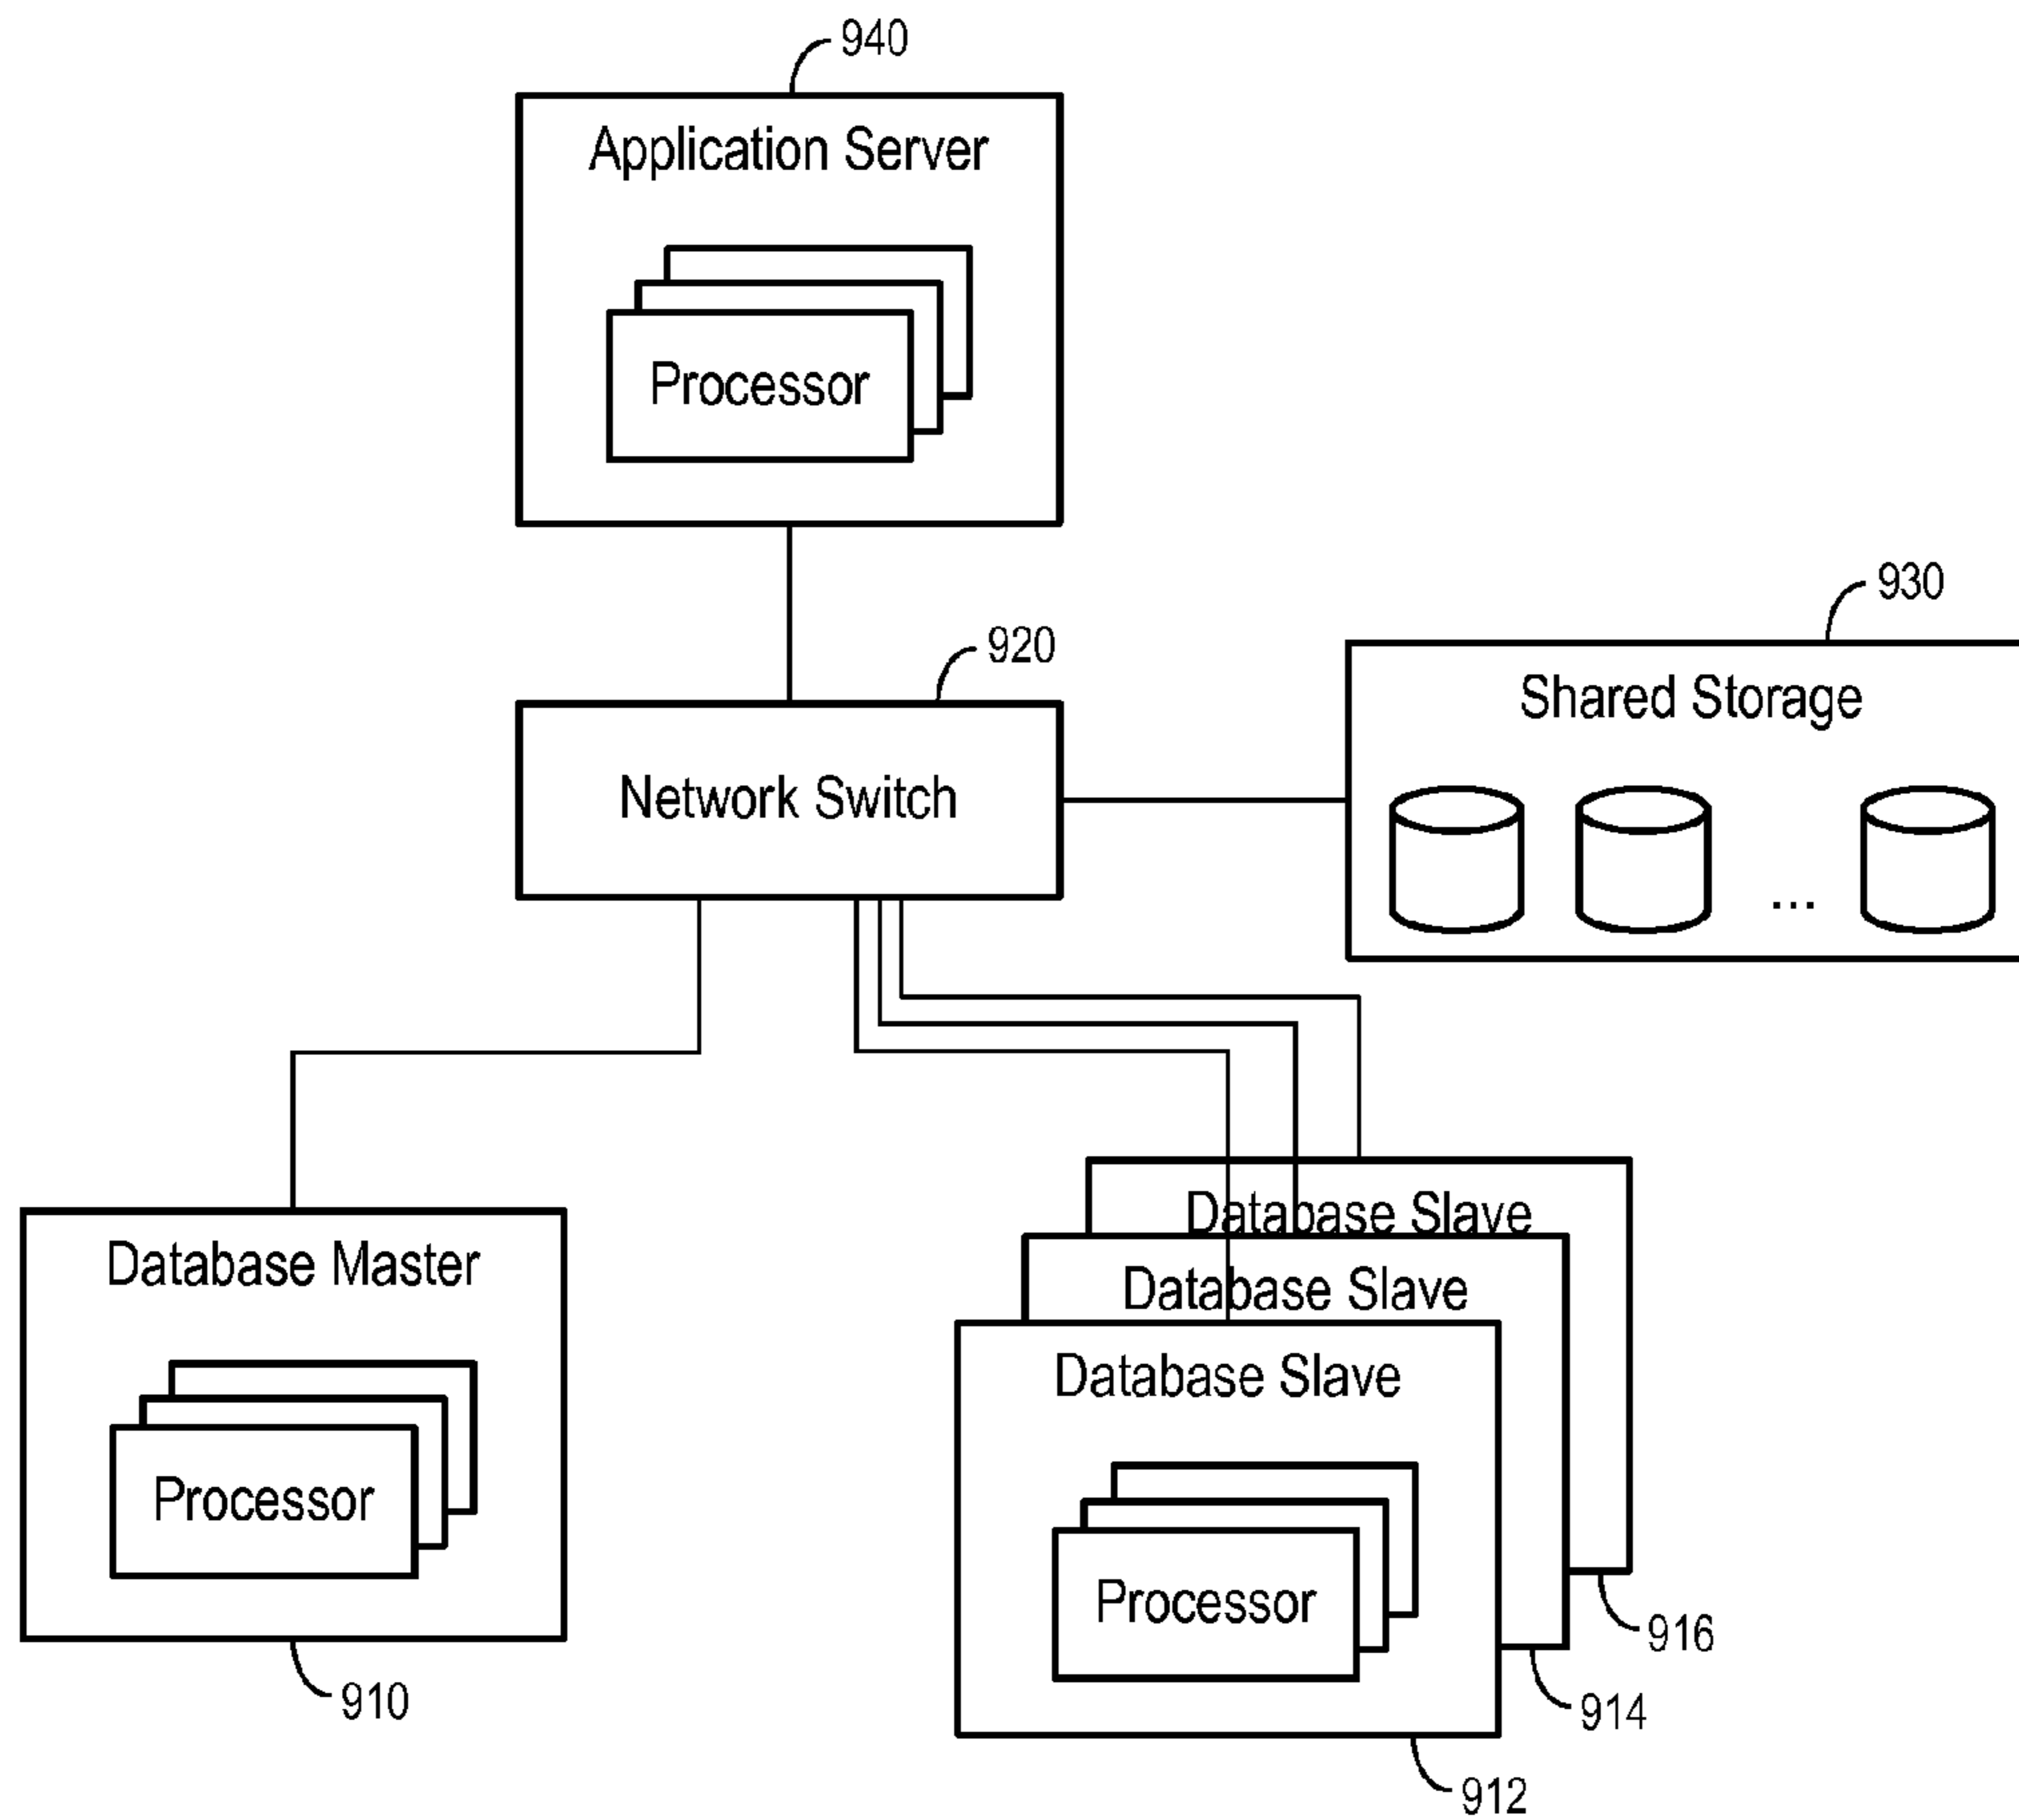 940
Application Server
Processor
930
920
Shared Storage
Network Switch
...
Database Slave
Database Master
Database Slave
Database Slave
Processor
Processor
916
910
914
912